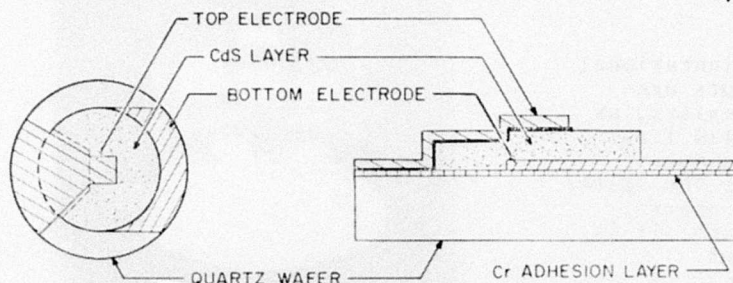 TOP ELECTRODE
CdS LAYER
BOTTOM ELECTRODE
QUARTZ WAFER
Cr ADHESION LAYER